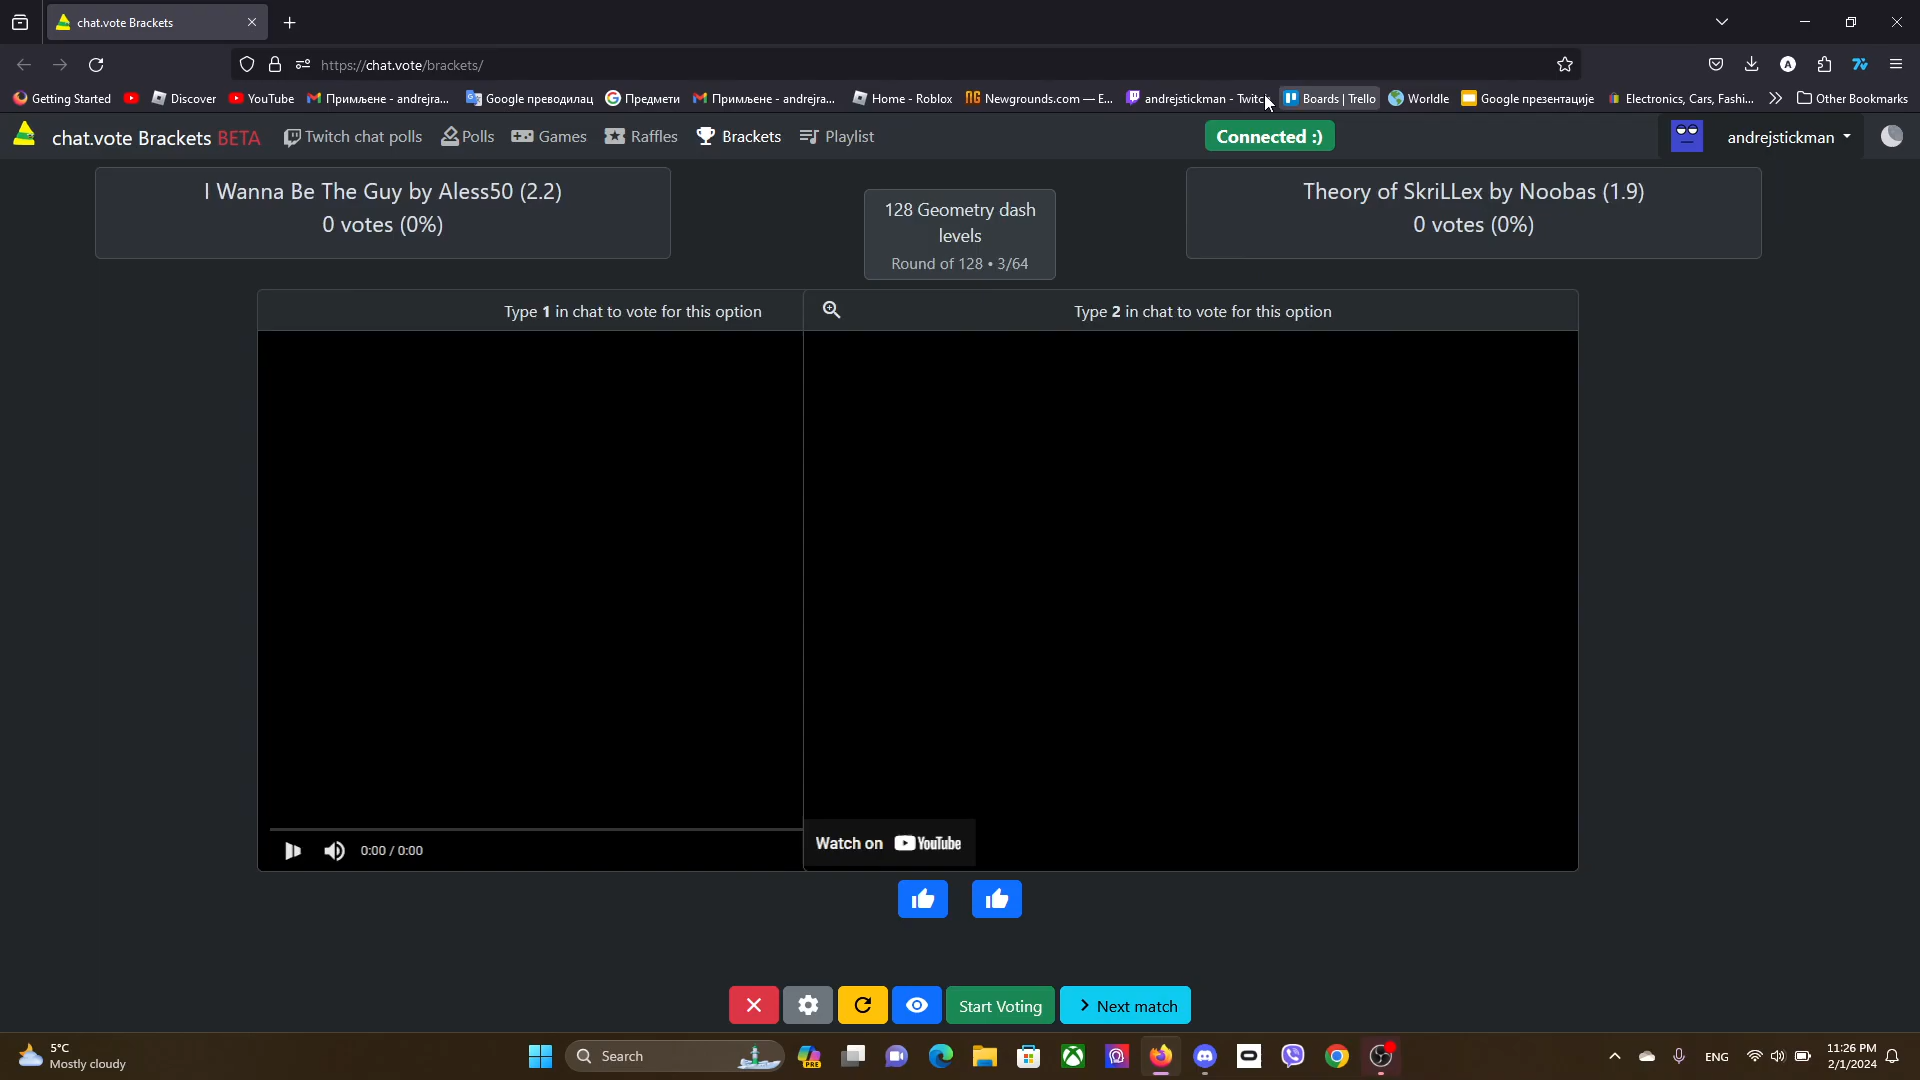 chat.vote Brackets
https://chat.vote/brackets/
Getting Started
Discover
YouTube
Примљене - andrejra...
Google преводилац
Предмети
Примљене - andrejra...
Home - Roblox
Newgrounds.com — E...
andrejstickman - Twitch
Boards | Trello
Worldle
Google презентације
Electronics, Cars, Fashi...
Other Bookmarks
chat.vote Brackets BETA
Twitch chat polls
Polls
Games
Raffles
Brackets
Playlist
Connected :)
andrejstickman
I Wanna Be The Guy by Aless50 (2.2)
0 votes (0%)
128 Geometry dash
levels
Round of 128 • 3/64
Theory of SkriLLex by Noobas (1.9)
0 votes (0%)
Type 1 in chat to vote for this option
Type 2 in chat to vote for this option
0:00 / 0:00
Watch on YouTube
Start Voting
Next match
5°C
Mostly cloudy
Search
PRE
ENG
11:26 PM
2/1/2024